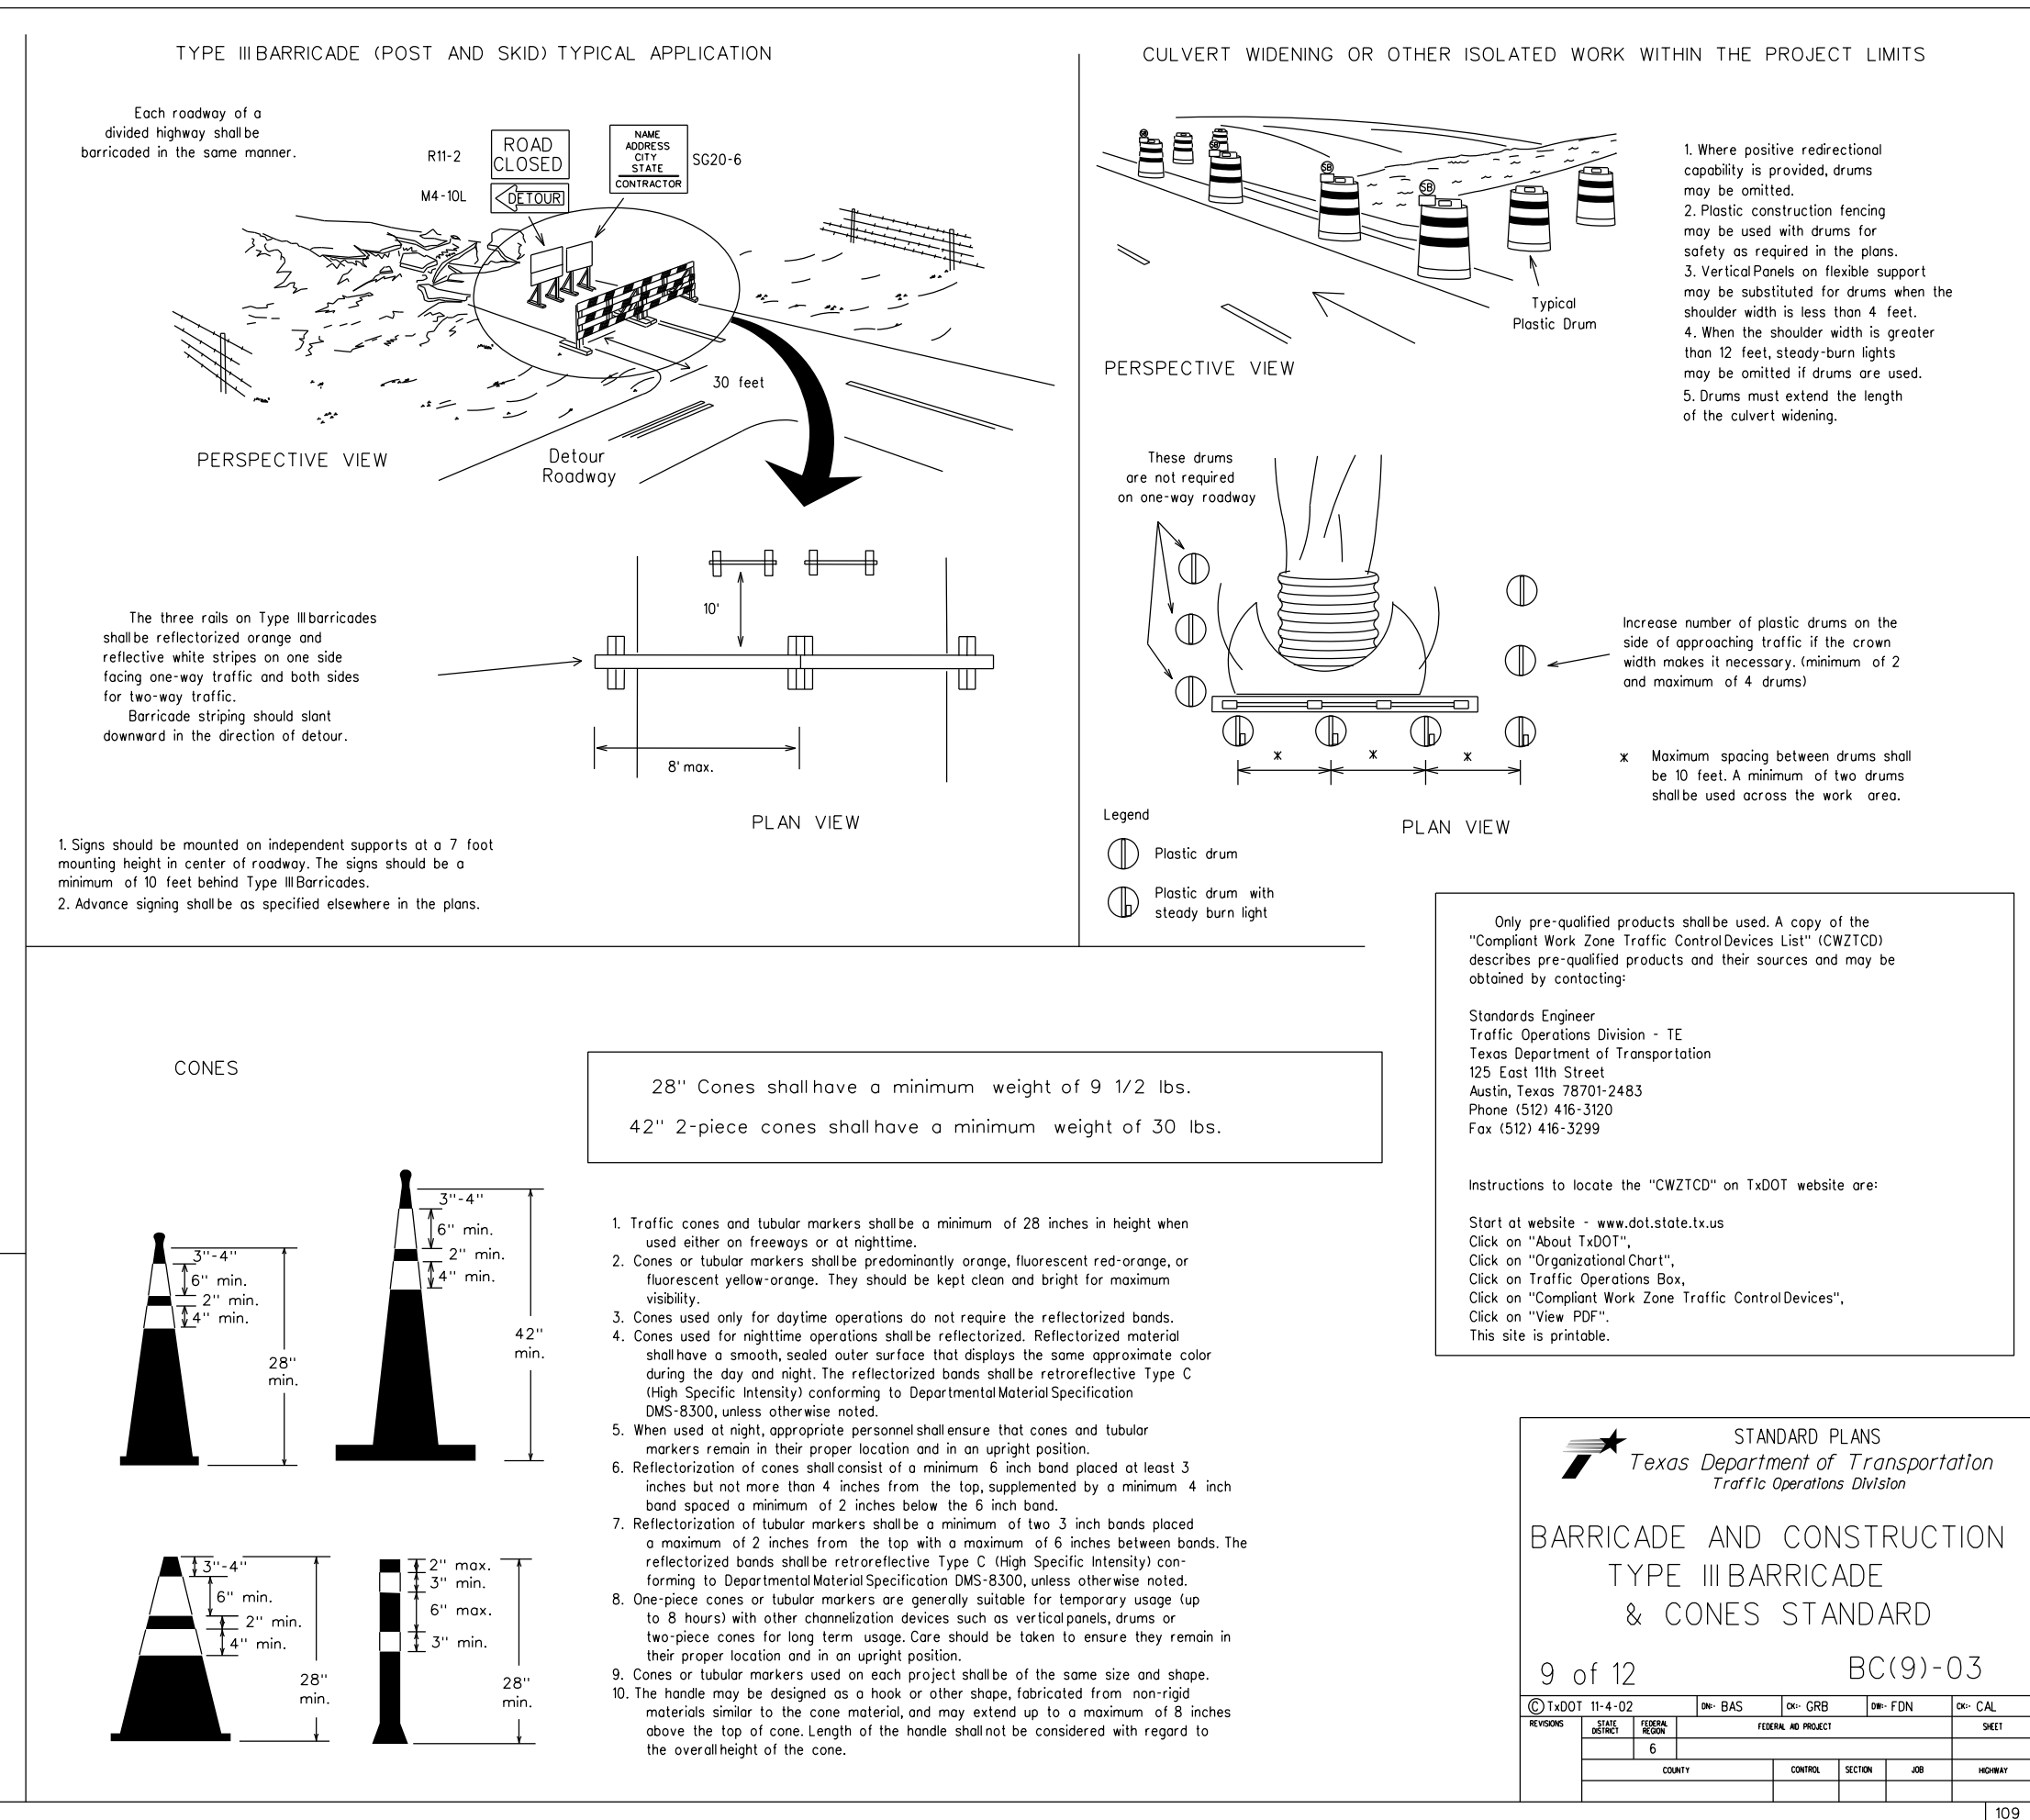 TYPE III BARRICADE (POST AND SKID) TYPICAL APPLICATION
Each roadway of a
divided highway shall be
barricaded in the same manner.
R11-2
ROAD
CLOSED
M4-10L
DETOUR
NAME
ADDRESS
CITY
STATE
CONTRACTOR
SG20-6
30 feet
PERSPECTIVE VIEW
Detour
Roadway
The three rails on Type III barricades
shall be reflectorized orange and
reflective white stripes on one side
facing one-way traffic and both sides
for two-way traffic.
Barricade striping should slant
downward in the direction of detour.
10'
8' max.
PLAN VIEW
1. Signs should be mounted on independent supports at a 7 foot
mounting height in center of roadway. The signs should be a
minimum of 10 feet behind Type III Barricades.
2. Advance signing shall be as specified elsewhere in the plans.
CULVERT WIDENING OR OTHER ISOLATED WORK WITHIN THE PROJECT LIMITS
SB
SB
SB
SB
SB
Typical
Plastic Drum
PERSPECTIVE VIEW
1. Where positive redirectional
capability is provided, drums
may be omitted.
2. Plastic construction fencing
may be used with drums for
safety as required in the plans.
3. Vertical Panels on flexible support
may be substituted for drums when the
shoulder width is less than 4 feet.
4. When the shoulder width is greater
than 12 feet, steady-burn lights
may be omitted if drums are used.
5. Drums must extend the length
of the culvert widening.
These drums
are not required
on one-way roadway
Increase number of plastic drums on the
side of approaching traffic if the crown
width makes it necessary. (minimum of 2
and maximum of 4 drums)
* * *
* Maximum spacing between drums shall
be 10 feet. A minimum of two drums
shall be used across the work area.
PLAN VIEW
Legend
Plastic drum
Plastic drum with
steady burn light
Only pre-qualified products shall be used. A copy of the
"Compliant Work Zone Traffic Control Devices List" (CWZTCD)
describes pre-qualified products and their sources and may be
obtained by contacting:
Standards Engineer
Traffic Operations Division - TE
Texas Department of Transportation
125 East 11th Street
Austin, Texas 78701-2483
Phone (512) 416-3120
Fax (512) 416-3299
Instructions to locate the "CWZTCD" on TxDOT website are:
Start at website - www.dot.state.tx.us
Click on "About TxDOT",
Click on "Organizational Chart",
Click on Traffic Operations Box,
Click on "Compliant Work Zone Traffic Control Devices",
Click on "View PDF".
This site is printable.
CONES
28" Cones shall have a minimum weight of 9 1/2 lbs.
42" 2-piece cones shall have a minimum weight of 30 lbs.
3"-4"
6" min.
2" min.
4" min.
28"
min.
3"-4"
6" min.
2" min.
4" min.
42"
min.
3"-4"
6" min.
2" min.
4" min.
28"
min.
2" max.
3" min.
6" max.
3" min.
28"
min.
1. Traffic cones and tubular markers shall be a minimum of 28 inches in height when
used either on freeways or at nighttime.
2. Cones or tubular markers shall be predominantly orange, fluorescent red-orange, or
fluorescent yellow-orange. They should be kept clean and bright for maximum
visibility.
3. Cones used only for daytime operations do not require the reflectorized bands.
4. Cones used for nighttime operations shall be reflectorized. Reflectorized material
shall have a smooth, sealed outer surface that displays the same approximate color
during the day and night. The reflectorized bands shall be retroreflective Type C
(High Specific Intensity) conforming to Departmental Material Specification
DMS-8300, unless otherwise noted.
5. When used at night, appropriate personnel shall ensure that cones and tubular
markers remain in their proper location and in an upright position.
6. Reflectorization of cones shall consist of a minimum 6 inch band placed at least 3
inches but not more than 4 inches from the top, supplemented by a minimum 4 inch
band spaced a minimum of 2 inches below the 6 inch band.
7. Reflectorization of tubular markers shall be a minimum of two 3 inch bands placed
a maximum of 2 inches from the top with a maximum of 6 inches between bands. The
reflectorized bands shall be retroreflective Type C (High Specific Intensity) con-
forming to Departmental Material Specification DMS-8300, unless otherwise noted.
8. One-piece cones or tubular markers are generally suitable for temporary usage (up
to 8 hours) with other channelization devices such as vertical panels, drums or
two-piece cones for long term usage. Care should be taken to ensure they remain in
their proper location and in an upright position.
9. Cones or tubular markers used on each project shall be of the same size and shape.
10. The handle may be designed as a hook or other shape, fabricated from non-rigid
materials similar to the cone material, and may extend up to a maximum of 8 inches
above the top of cone. Length of the handle shall not be considered with regard to
the overall height of the cone.
STANDARD PLANS
Texas Department of Transportation
Traffic Operations Division
BARRICADE AND CONSTRUCTION
TYPE III BARRICADE
& CONES STANDARD
9 of 12 BC(9)-03
© TxDOT 11-4-02 DN:- BAS CK:- GRB DW:- FDN CK:- CAL
REVISIONS STATE DISTRICT FEDERAL REGION FEDERAL AID PROJECT SHEET
6
COUNTY CONTROL SECTION JOB HIGHWAY
109